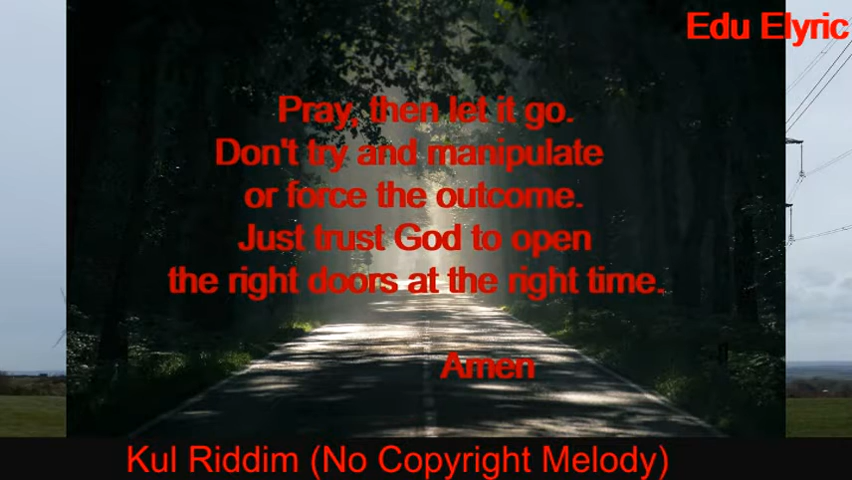 Edu Elyric
Pray, then let it go.
Don't try and manipulate
or force the outcome.
Just trust God to open
the right doors at the right time.
Amen
Kul Riddim (No Copyright Melody)